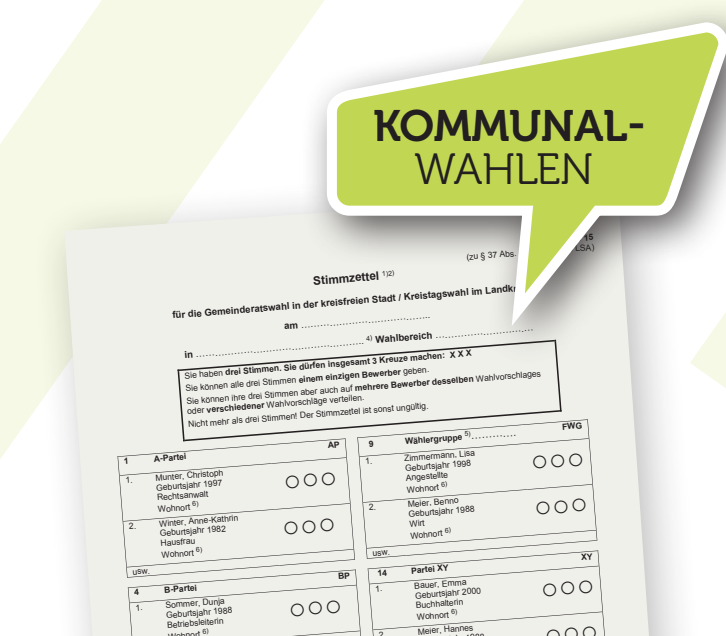 KOMMUNAL-
WAHLEN
15
(zu § 37 Abs. LSA)
Stimmzettel 1)2)
für die Gemeinderatswahl in der kreisfreien Stadt / Kreistagswahl im
am ……………………………………..
in ……………………………………………. 4) Wahlbereich …………………………
Sie haben drei Stimmen. Sie dürfen insgesamt 3 Kreuze machen: X X X
Sie können alle drei Stimmen einem einzigen Bewerber geben.
Sie können ihre drei Stimmen aber auch auf mehrere Bewerber desselben Wahlvorschlages
oder verschiedener Wahlvorschläge verteilen.
Nicht mehr als drei Stimmen! Der Stimmzettel ist sonst ungültig.
1 A-Partei AP
1. Munter, Christoph
Geburtsjahr 1997
Rechtsanwalt
Wohnort 6)
2. Winter, Anne-Kathrin
Geburtsjahr 1982
Hausfrau
Wohnort 6)
usw.
4 B-Partei BP
1. Sommer, Dunja
Geburtsjahr 1988
Betriebsleiterin
Wohnort 6)
9 Wählergruppe 5)…………… FWG
1. Zimmermann, Lisa
Geburtsjahr 1998
Angestellte
Wohnort 6)
2. Meier, Benno
Geburtsjahr 1988
Wirt
Wohnort 6)
usw.
14 Partei XY XY
1. Bauer, Emma
Geburtsjahr 2000
Buchhalterin
Wohnort 6)
2. Meier, Hannes